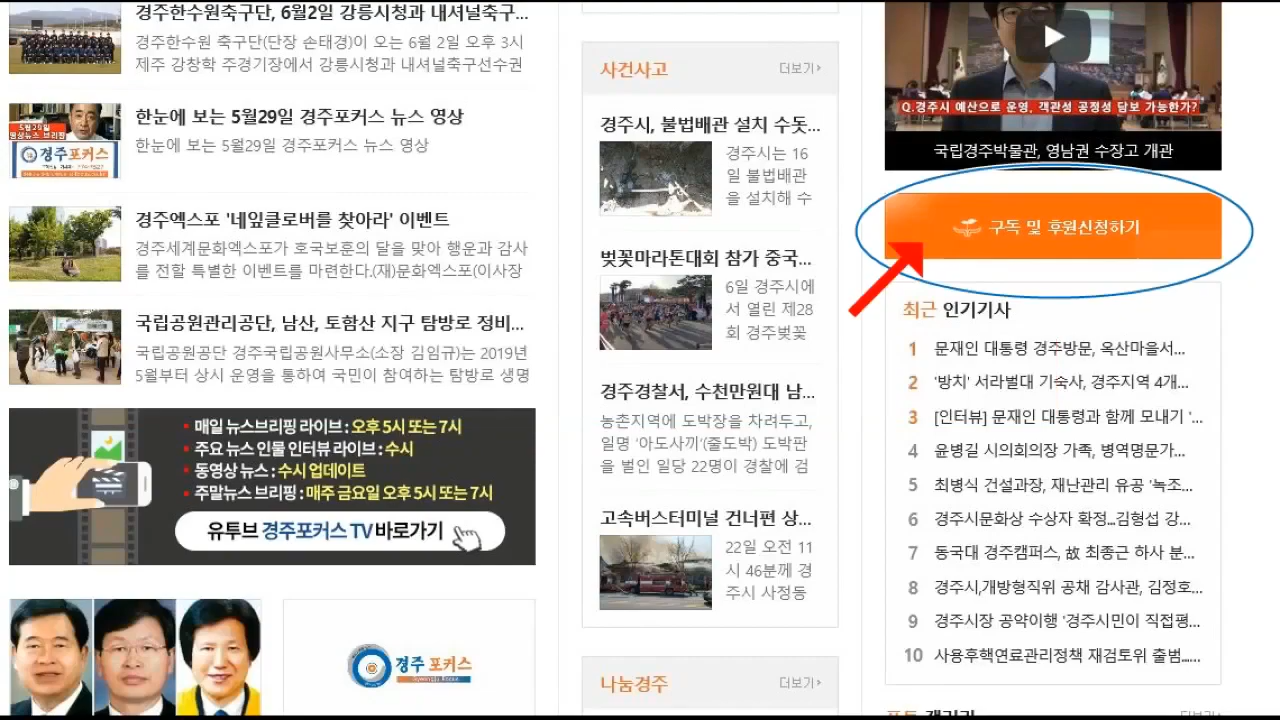 경주한수원축구단, 6월2일 강릉시청과 내셔널축구...
경주한수원 축구단(단장 손태경)이 오는 6월 2일 오후 3시
제주 강창학 주경기장에서 강릉시청과 내셔널축구선수권
한눈에 보는 5월29일 경주포커스 뉴스 영상
한눈에 보는 5월29일 경주포커스 뉴스 영상
5월29일
영상뉴스 브리핑
경주포커스
경주엑스포 '네잎클로버를 찾아라' 이벤트
경주세계문화엑스포가 호국보훈의 달을 맞아 행운과 감사
를 전할 특별한 이벤트를 마련한다.(재)문화엑스포(이사장
국립공원관리공단, 남산, 토함산 지구 탐방로 정비...
국립공원공단 경주국립공원사무소(소장 김임규)는 2019년
5월부터 상시 운영을 통하여 국민이 참여하는 탐방로 생명
매일 뉴스브리핑 라이브 : 오후 5시 또는 7시
주요 뉴스 인물 인터뷰 라이브 : 수시
동영상 뉴스 : 수시 업데이트
주말뉴스 브리핑 : 매주 금요일 오후 5시 또는 7시
유투브 경주포커스 TV 바로가기
경주 포커스
Gyeongju Focus
사건사고 더보기
경주시, 불법배관 설치 수돗...
경주시는 16
일 불법배관
을 설치해 수
벚꽃마라톤대회 참가 중국...
6일 경주시에
서 열린 제28
회 경주벚꽃
경주경찰서, 수천만원대 남...
농촌지역에 도박장을 차려두고,
일명 '아도사끼'(줄도박) 도박판
을 벌인 일당 22명이 경찰에 검
고속버스터미널 건너편 상...
22일 오전 11
시 46분께 경
주시 사정동
나눔경주 더보기
Q.경주시 예산으로 운영, 객관성 공정성 담보 가능한가?
국립경주박물관, 영남권 수장고 개관
구독 및 후원신청하기
최근 인기기사
1 문재인 대통령 경주방문, 옥산마을서...
2 '방치' 서라벌대 기숙사, 경주지역 4개...
3 [인터뷰] 문재인 대통령과 함께 모내기 '...
4 윤병길 시의회의장 가족, 병역명문가...
5 최병식 건설과장, 재난관리 유공 '녹조...
6 경주시문화상 수상자 확정...김형섭 강...
7 동국대 경주캠퍼스, 故 최종근 하사 분...
8 경주시,개방형직위 공채 감사관, 김정호...
9 경주시장 공약이행 '경주시민이 직접평...
10 사용후핵연료관리정책 재검토위 출범......